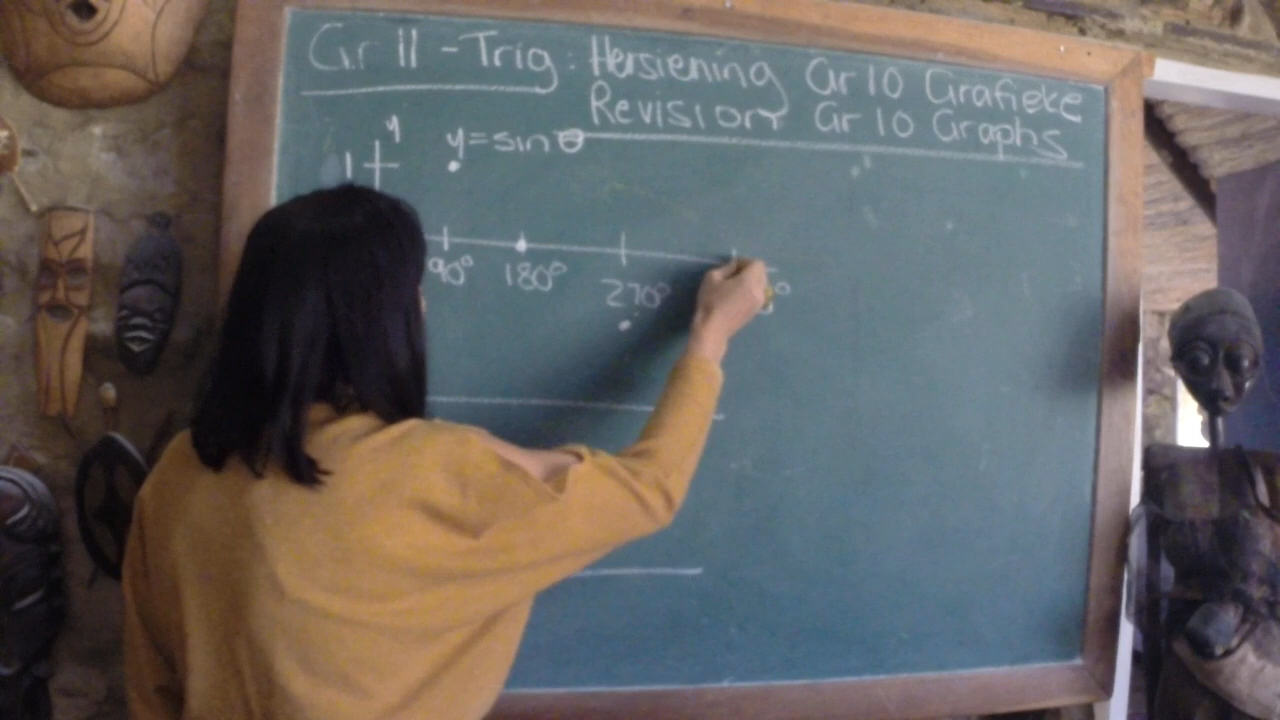 Gr 11 - Trig : Hersiening Gr 10 Grafieke
Revision Gr 10 Graphs
y
1
y = sin θ
90° 180° 270°